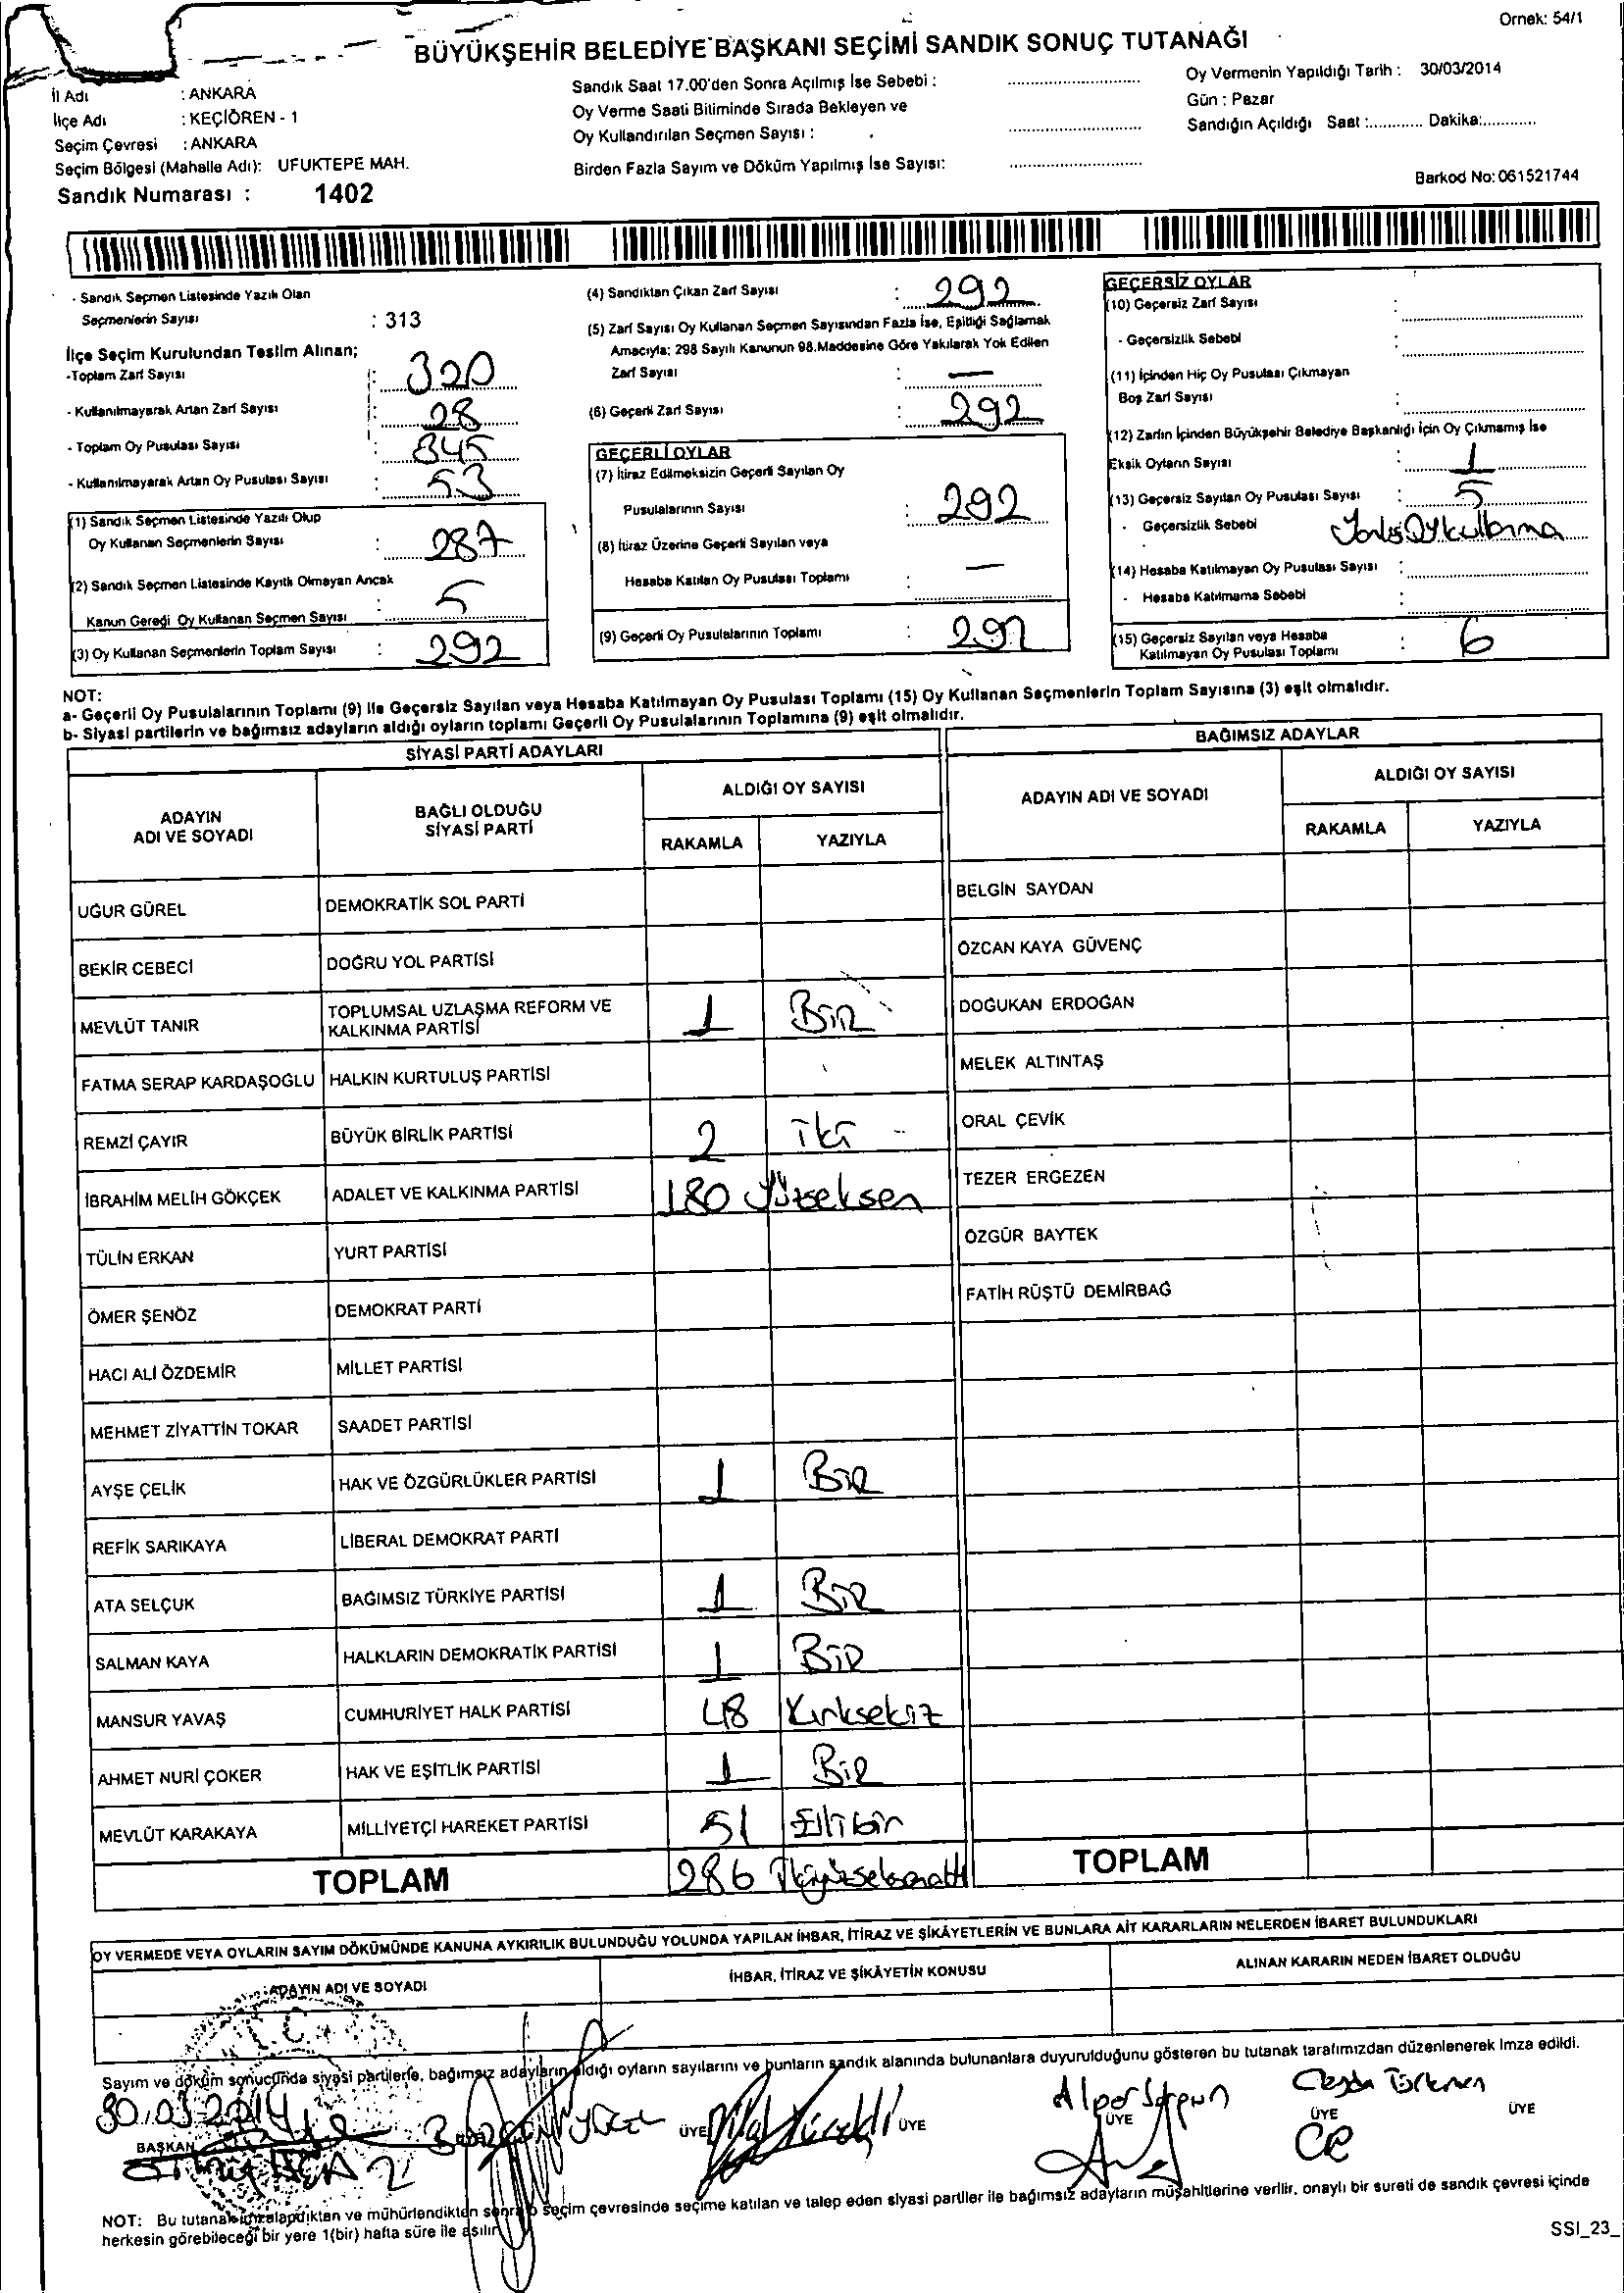 Ornek: 54/1
BÜYÜKŞEHİR BELEDİYE BAŞKANI SEÇİMİ SANDIK SONUÇ TUTANAĞI
İl Adı : ANKARA
İlçe Adı : KEÇİÖREN - 1
Seçim Çevresi : ANKARA
Seçim Bölgesi (Mahalle Adı): UFUKTEPE MAH.
Sandık Numarası : 1402
Sandık Saat 17.00'den Sonra Açılmış İse Sebebi :
Oy Verme Saati Bitiminde Sırada Bekleyen ve
Oy Kullandırılan Seçmen Sayısı :
Birden Fazla Sayım ve Döküm Yapılmış İse Sayısı:
Oy Vermenin Yapıldığı Tarih : 30/03/2014
Gün : Pazar
Sandığın Açıldığı Saat :............ Dakika:............
Barkod No: 061521744
- Sandık Seçmen Listesinde Yazılı Olan
Seçmenlerin Sayısı : 313
İlçe Seçim Kurulundan Teslim Alınan;
-Toplam Zarf Sayısı : 320
- Kullanılmayarak Artan Zarf Sayısı : 28
- Toplam Oy Pusulası Sayısı : 345
- Kullanılmayarak Artan Oy Pusulası Sayısı : 53
(1) Sandık Seçmen Listesinde Yazılı Olup
Oy Kullanan Seçmenlerin Sayısı : 287
(2) Sandık Seçmen Listesinde Kayıtlı Olmayan Ancak
Kanun Gereği Oy Kullanan Seçmen Sayısı : 5
(3) Oy Kullanan Seçmenlerin Toplam Sayısı : 292
(4) Sandıktan Çıkan Zarf Sayısı : 292
(5) Zarf Sayısı Oy Kullanan Seçmen Sayısından Fazla İse, Eşitliği Sağlamak
Amacıyla; 298 Sayılı Kanunun 98.Maddesine Göre Yakılarak Yok Edilen
Zarf Sayısı : —
(6) Geçerli Zarf Sayısı : 292
GEÇERLİ OYLAR
(7) İtiraz Edilmeksizin Geçerli Sayılan Oy
Pusulalarının Sayısı : 292
(8) İtiraz Üzerine Geçerli Sayılan veya
Hesaba Katılan Oy Pusulası Toplamı : —
(9) Geçerli Oy Pusulalarının Toplamı : 292
GEÇERSİZ OYLAR
(10) Geçersiz Zarf Sayısı :
- Geçersizlik Sebebi :
(11) İçinden Hiç Oy Pusulası Çıkmayan
Boş Zarf Sayısı :
(12) Zarfın İçinden Büyükşehir Belediye Başkanlığı İçin Oy Çıkmamış İse
Eksik Oyların Sayısı : 1
(13) Geçersiz Sayılan Oy Pusulası Sayısı : 5
- Geçersizlik Sebebi Yanlış Oy kullanma
(14) Hesaba Katılmayan Oy Pusulası Sayısı :
- Hesaba Katılmama Sebebi :
(15) Geçersiz Sayılan veya Hesaba
Katılmayan Oy Pusulası Toplamı : 6
NOT:
a- Geçerli Oy Pusulalarının Toplamı (9) ile Geçersiz Sayılan veya Hesaba Katılmayan Oy Pusulası Toplamı (15) Oy Kullanan Seçmenlerin Toplam Sayısına (3) eşit olmalıdır.
b- Siyasi partilerin ve bağımsız adayların aldığı oyların toplamı Geçerli Oy Pusulalarının Toplamına (9) eşit olmalıdır.
SİYASİ PARTİ ADAYLARI
ADAYIN ADI VE SOYADI
BAĞLI OLDUĞU SİYASİ PARTİ
ALDIĞI OY SAYISI
RAKAMLA YAZIYLA
UĞUR GÜREL DEMOKRATİK SOL PARTİ
BEKİR CEBECİ DOĞRU YOL PARTİSİ
MEVLÜT TANIR TOPLUMSAL UZLAŞMA REFORM VE KALKINMA PARTİSİ 1 BİR
FATMA SERAP KARDAŞOĞLU HALKIN KURTULUŞ PARTİSİ
REMZİ ÇAYIR BÜYÜK BİRLİK PARTİSİ 2 iki
İBRAHİM MELİH GÖKÇEK ADALET VE KALKINMA PARTİSİ 180 Yüzseksen
TÜLİN ERKAN YURT PARTİSİ
ÖMER ŞENÖZ DEMOKRAT PARTİ
HACI ALİ ÖZDEMİR MİLLET PARTİSİ
MEHMET ZİYATTİN TOKAR SAADET PARTİSİ
AYŞE ÇELİK HAK VE ÖZGÜRLÜKLER PARTİSİ 1 BİR
REFİK SARIKAYA LİBERAL DEMOKRAT PARTİ
ATA SELÇUK BAĞIMSIZ TÜRKİYE PARTİSİ 1 BİR
SALMAN KAYA HALKLARIN DEMOKRATİK PARTİSİ 1 BİR
MANSUR YAVAŞ CUMHURİYET HALK PARTİSİ 48 Kırksekiz
AHMET NURİ ÇOKER HAK VE EŞİTLİK PARTİSİ 1 BİR
MEVLÜT KARAKAYA MİLLİYETÇİ HAREKET PARTİSİ 51 Ellibir
TOPLAM 286 ikiyüzseksenaltı
BAĞIMSIZ ADAYLAR
ADAYIN ADI VE SOYADI
ALDIĞI OY SAYISI
RAKAMLA YAZIYLA
BELGİN SAYDAN
ÖZCAN KAYA GÜVENÇ
DOĞUKAN ERDOĞAN
MELEK ALTINTAŞ
ORAL ÇEVİK
TEZER ERGEZEN
ÖZGÜR BAYTEK
FATİH RÜŞTÜ DEMİRBAĞ
TOPLAM
OY VERMEDE VEYA OYLARIN SAYIM DÖKÜMÜNDE KANUNA AYKIRILIK BULUNDUĞU YOLUNDA YAPILAN İHBAR, İTİRAZ VE ŞİKÂYETLERİN VE BUNLARA AİT KARARLARIN NELERDEN İBARET BULUNDUKLARI
ADAYIN ADI VE SOYADI
İHBAR, İTİRAZ VE ŞİKÂYETİN KONUSU
ALINAN KARARIN NEDEN İBARET OLDUĞU
Sayım ve döküm sonucunda siyasi partilerle, bağımsız adayların aldığı oyların sayılarını ve bunların sandık alanında bulunanlara duyurulduğunu gösteren bu tutanak tarafımızdan düzenlenerek imza edildi.
30.03.2014
BAŞKAN
ÜYE
ÜYE
ÜYE
ÜYE
ÜYE
NOT: Bu tutanak imzalandıktan ve mühürlendikten sonra o seçim çevresinde seçime katılan ve talep eden siyasi partiler ile bağımsız adayların müşahitlerine verilir. onaylı bir sureti de sandık çevresi içinde
herkesin görebileceği bir yere 1(bir) hafta süre ile asılır.
SSI_23_